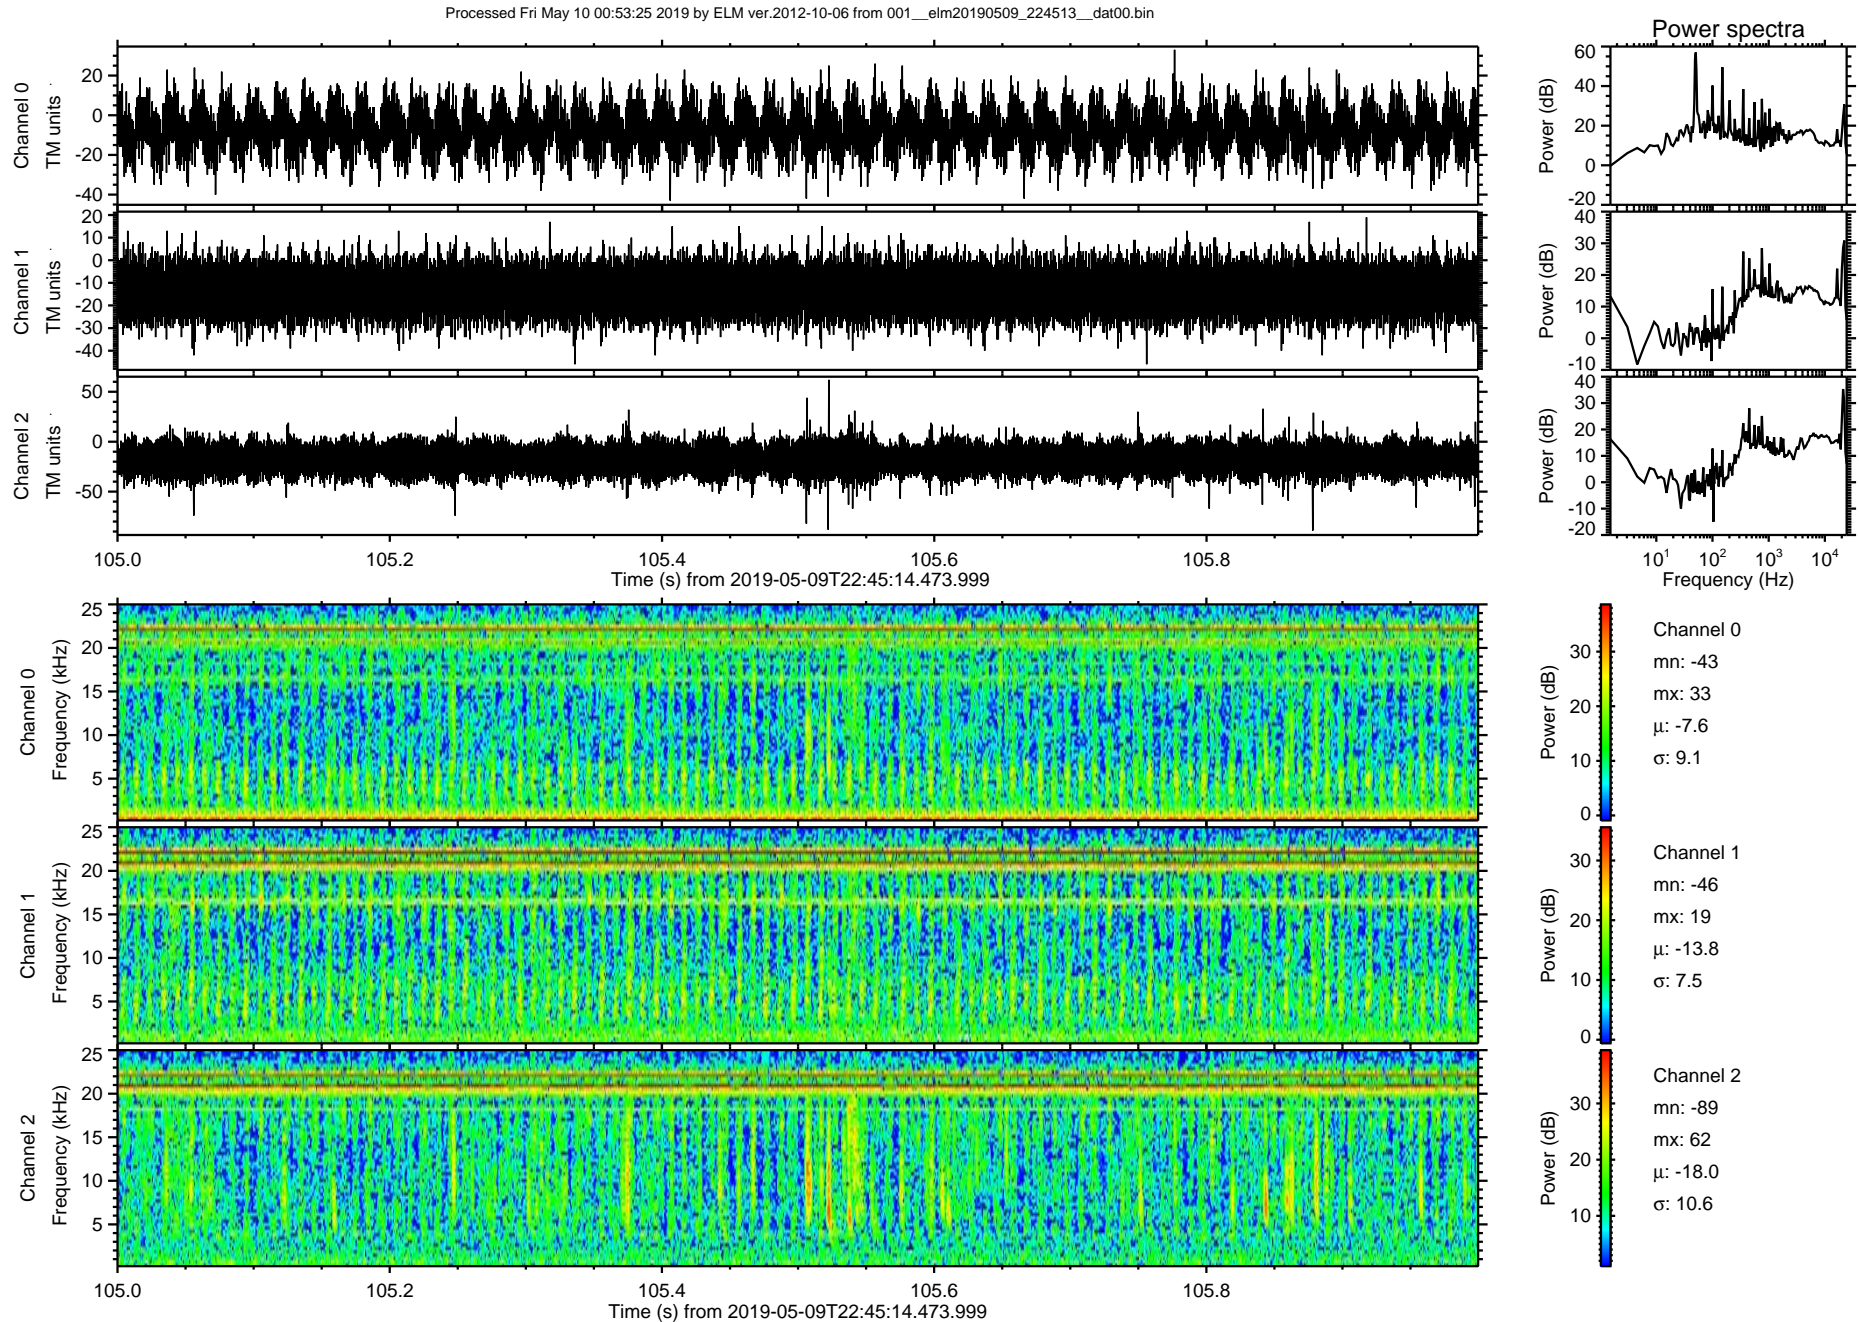 Processed Fri May 10 00:53:25 2019 by ELM ver.2012-10-06 from 001__elm20190509_224513__dat00.bin
Power spectra
Channel 0
TM units
20
0
-20
-40
Power (dB)
60
40
20
0
-20
Channel 1
TM units
20
10
0
-10
-20
-30
-40
Power (dB)
40
30
20
10
0
-10
Channel 2
TM units
50
0
-50
Power (dB)
40
30
20
10
0
-10
-20
105.0 105.2 105.4 105.6 105.8
Time (s) from 2019-05-09T22:45:14.473.999
10¹ 10² 10³ 10⁴
Frequency (Hz)
Channel 0
Frequency (kHz)
25
20
15
10
5
Power (dB)
30
20
10
0
Channel 0
mn: -43
mx: 33
μ: -7.6
σ: 9.1
Channel 1
Frequency (kHz)
25
20
15
10
5
Power (dB)
30
20
10
0
Channel 1
mn: -46
mx: 19
μ: -13.8
σ: 7.5
Channel 2
Frequency (kHz)
25
20
15
10
5
Power (dB)
30
20
10
Channel 2
mn: -89
mx: 62
μ: -18.0
σ: 10.6
105.0 105.2 105.4 105.6 105.8
Time (s) from 2019-05-09T22:45:14.473.999